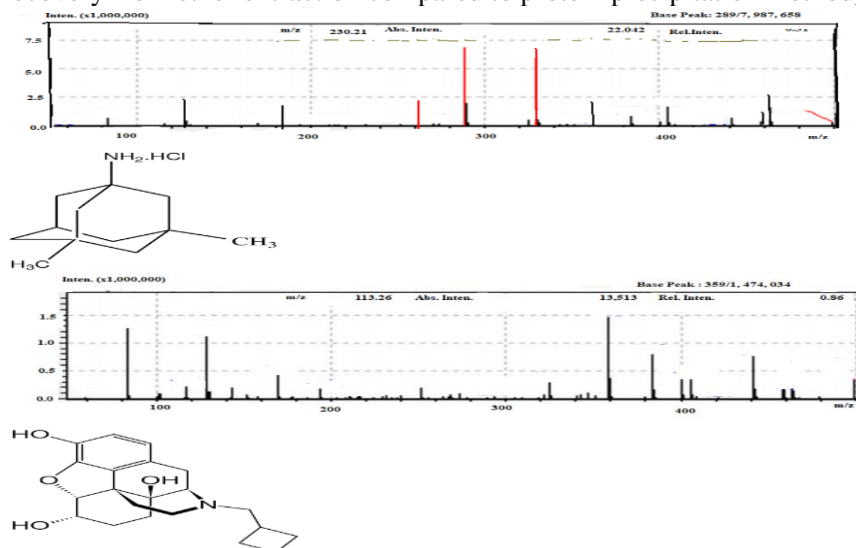 Inten. (x1,000,000) Base Peak: 289/7, 987, 658
m/z 230.21 Abs. Inten. 22.042 Rel.Inten.
7.5
5.0
2.5
0.0
100 200 300 400 m/z
NH₂.HCl
CH₃
H₃C
Inten. (x1,000,000) Base Peak : 359/1, 474, 034
m/z 113.26 Abs. Inten. 13,513 Rel. Inten. 0.86
1.5
1.0
0.5
0.0
100 200 300 400 m/z
HO
O
OH
N
HO